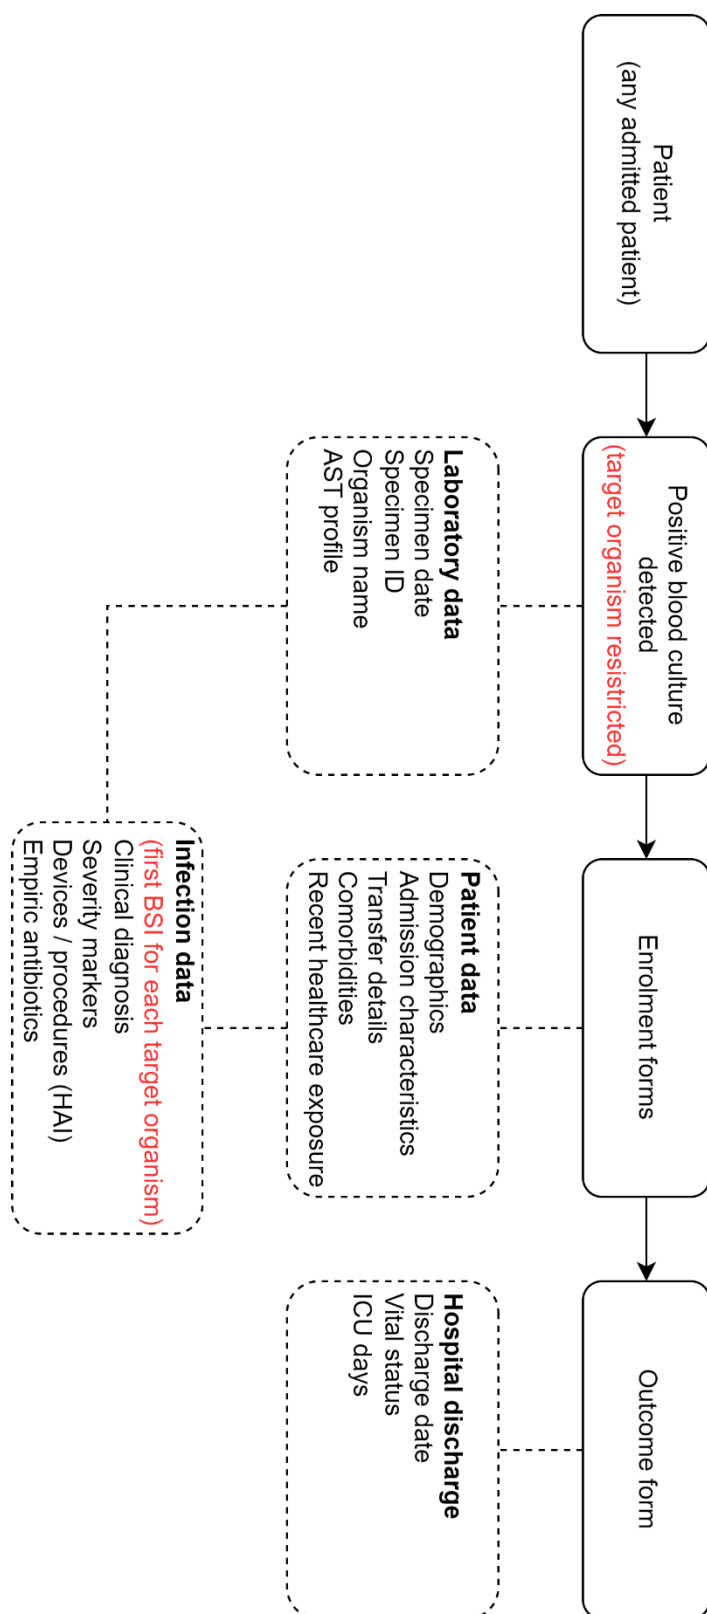 Patient
(any admitted patient)
Positive blood culture
detected
(target organism resistricted)
Enrolment forms
Outcome form
Laboratory data
Specimen date
Specimen ID
Organism name
AST profile
Patient data
Demographics
Admission characteristics
Transfer details
Comorbidities
Recent healthcare exposure
Hospital discharge
Discharge date
Vital status
ICU days
Infection data
(first BSI for each target organism)
Clinical diagnosis
Severity markers
Devices / procedures (HAI)
Empiric antibiotics